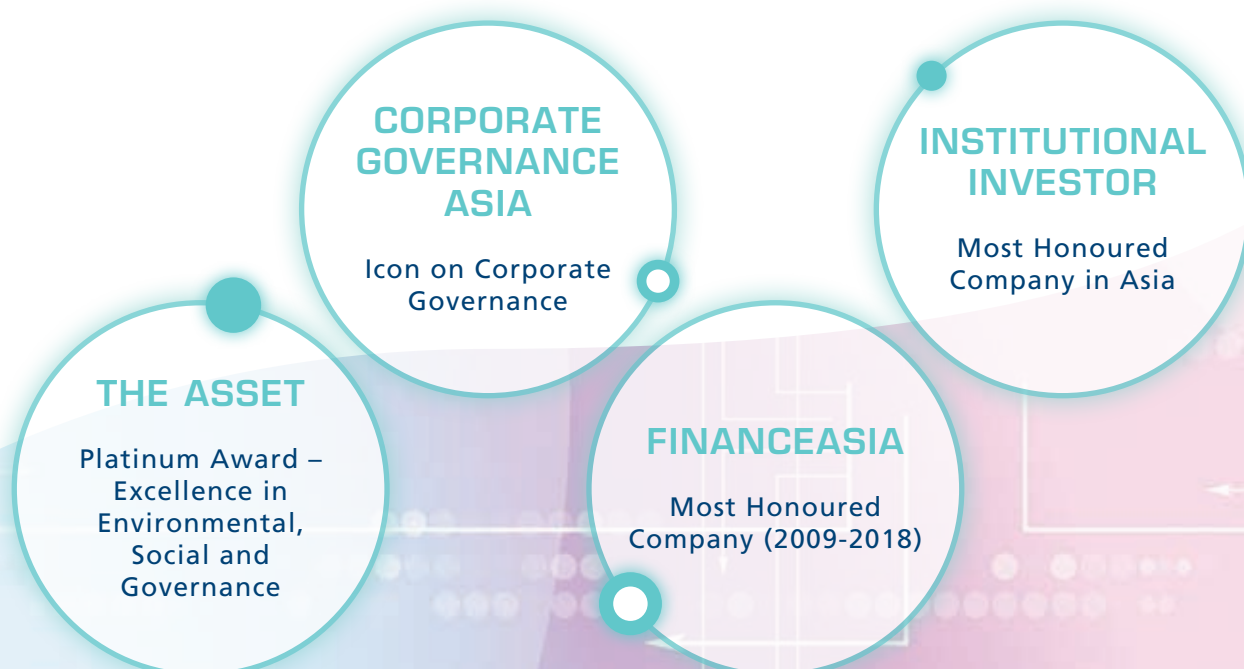 CORPORATE
GOVERNANCE
ASIA
Icon on Corporate
Governance
INSTITUTIONAL
INVESTOR
Most Honoured
Company in Asia
THE ASSET
Platinum Award –
Excellence in
Environmental,
Social and
Governance
FINANCEASIA
Most Honoured
Company (2009-2018)